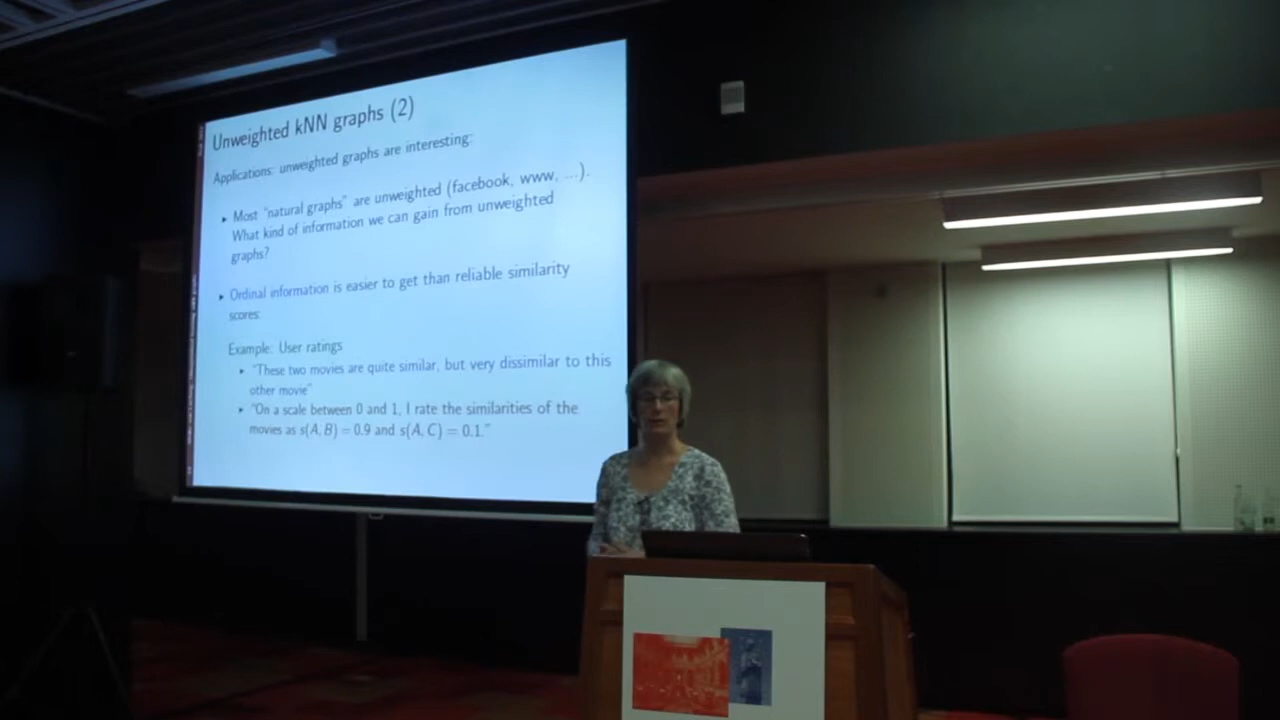 Unweighted kNN graphs (2)
Applications: unweighted graphs are interesting:
▸ Most “natural graphs” are unweighted (facebook, www, ...).
What kind of information we can gain from unweighted
graphs?
▸ Ordinal information is easier to get than reliable similarity
scores:
Example: User ratings
▸ “These two movies are quite similar, but very dissimilar to this
other movie”
▸ “On a scale between 0 and 1, I rate the similarities of the
movies as s(A, B) = 0.9 and s(A, C) = 0.1.”